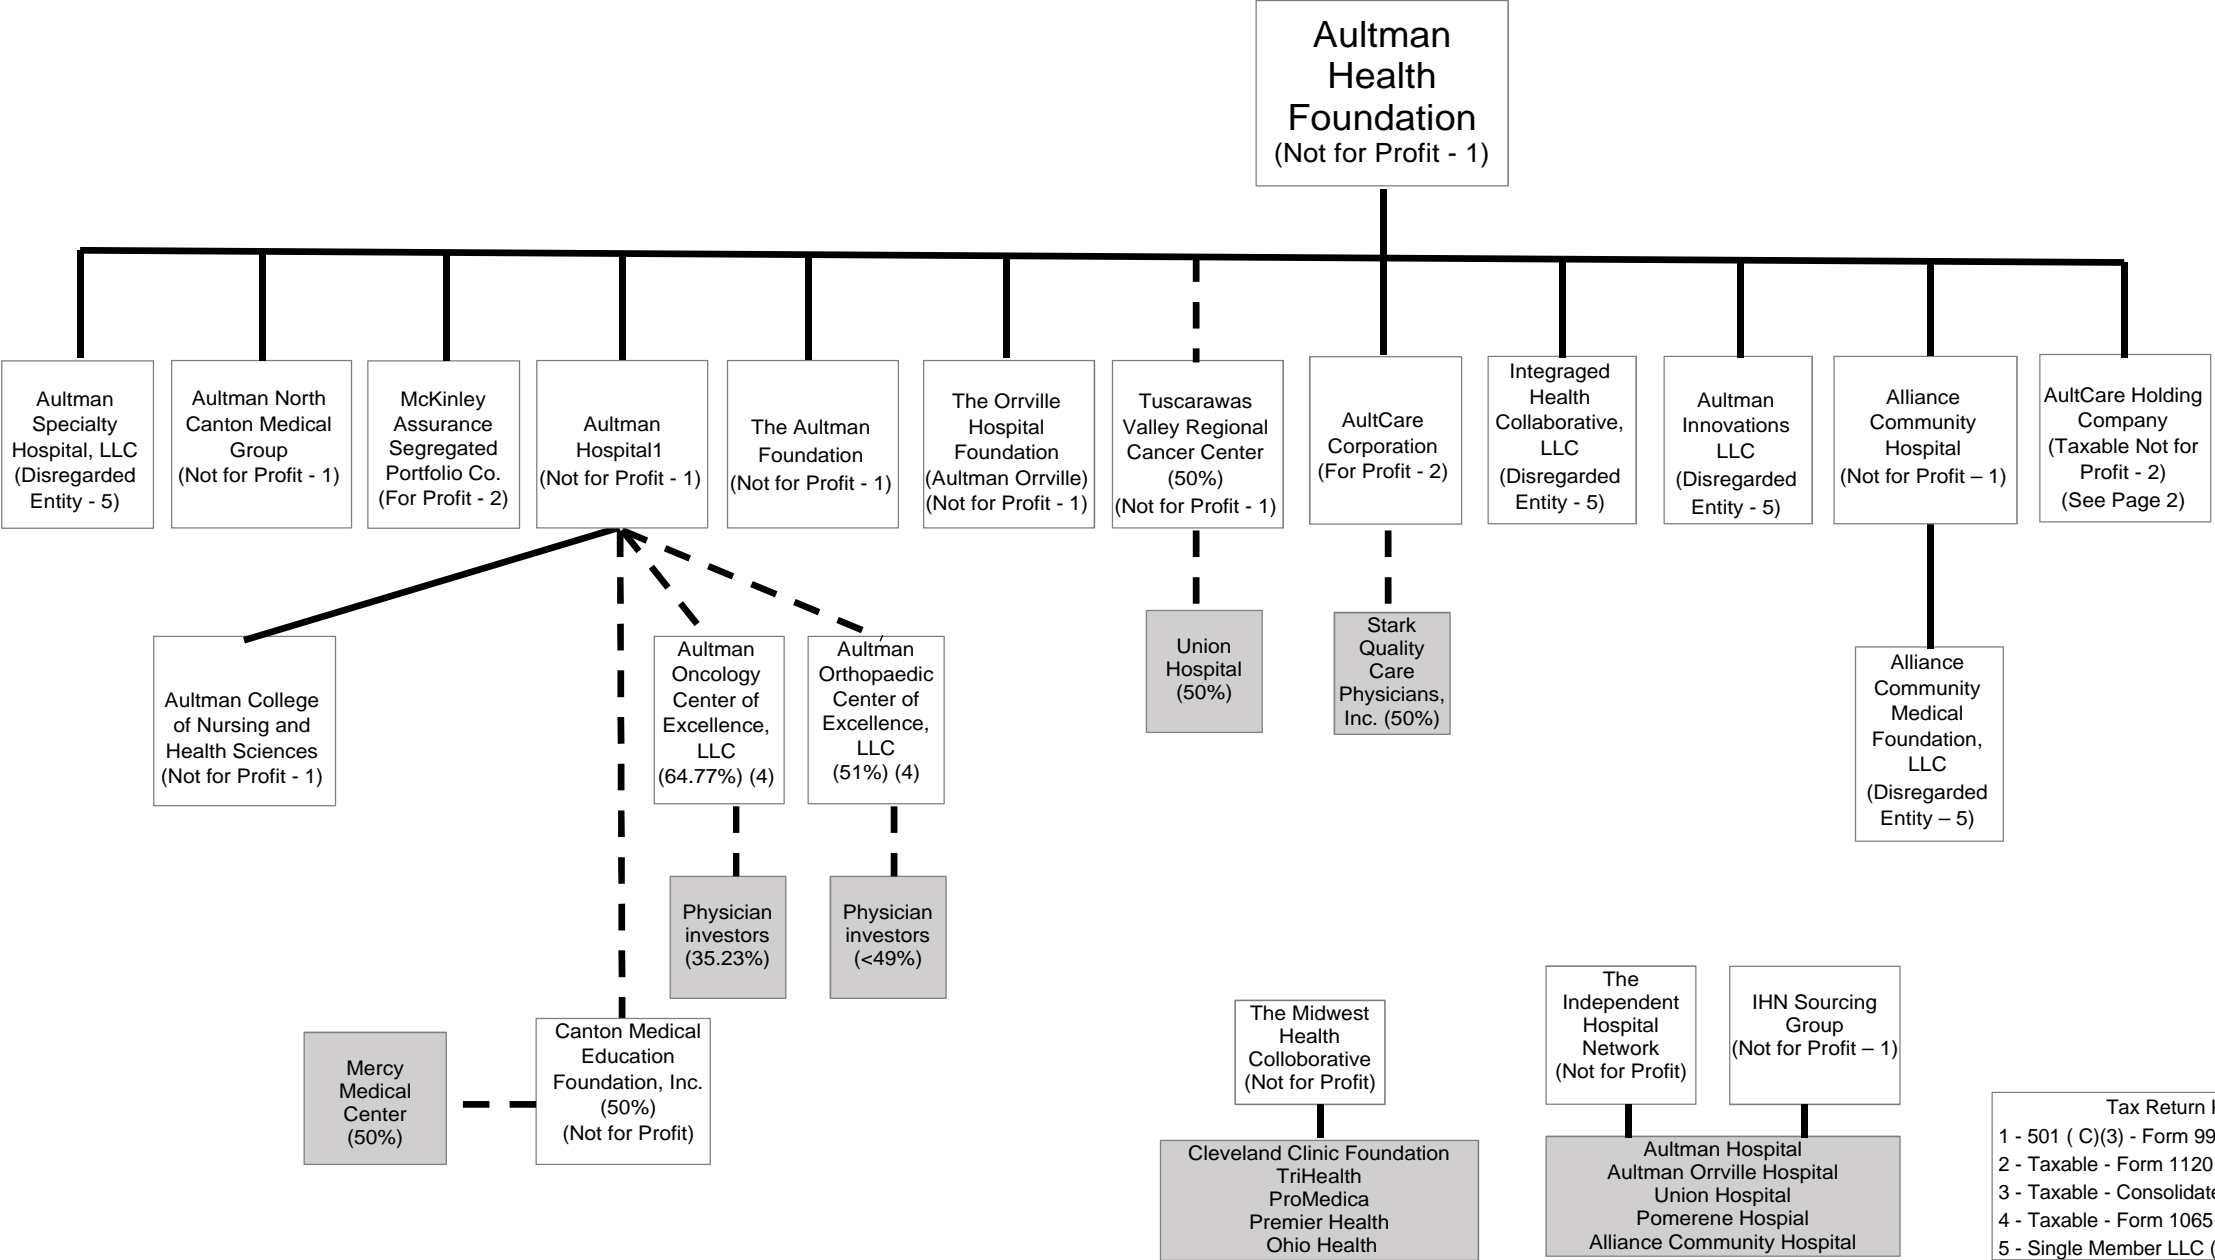 Aultman
Health
Foundation
(Not for Profit - 1)
Aultman
Specialty
Hospital, LLC
(Disregarded
Entity - 5)
Aultman North
Canton Medical
Group
(Not for Profit - 1)
McKinley
Assurance
Segregated
Portfolio Co.
(For Profit - 2)
Aultman
Hospital1
(Not for Profit - 1)
The Aultman
Foundation
(Not for Profit - 1)
The Orrville
Hospital
Foundation
(Aultman Orrville)
(Not for Profit - 1)
Tuscarawas
Valley Regional
Cancer Center
(50%)
(Not for Profit - 1)
AultCare
Corporation
(For Profit - 2)
Integraged
Health
Collaborative,
LLC
(Disregarded
Entity - 5)
Aultman
Innovations
LLC
(Disregarded
Entity - 5)
Alliance
Community
Hospital
(Not for Profit – 1)
AultCare Holding
Company
(Taxable Not for
Profit - 2)
(See Page 2)
Aultman College
of Nursing and
Health Sciences
(Not for Profit - 1)
Aultman
Oncology
Center of
Excellence,
LLC
(64.77%) (4)
Aultman
Orthopaedic
Center of
Excellence,
LLC
(51%) (4)
Union
Hospital
(50%)
Stark
Quality
Care
Physicians,
Inc. (50%)
Alliance
Community
Medical
Foundation,
LLC
(Disregarded
Entity – 5)
Physician
investors
(35.23%)
Physician
investors
(<49%)
Mercy
Medical
Center
(50%)
Canton Medical
Education
Foundation, Inc.
(50%)
(Not for Profit)
The Midwest
Health
Colloborative
(Not for Profit)
Cleveland Clinic Foundation
TriHealth
ProMedica
Premier Health
Ohio Health
The
Independent
Hospital
Network
(Not for Profit)
IHN Sourcing
Group
(Not for Profit – 1)
Aultman Hospital
Aultman Orrville Hospital
Union Hospital
Pomerene Hospial
Alliance Community Hospital
Tax Return
1 - 501 ( C)(3) - Form 99
2 - Taxable - Form 1120
3 - Taxable - Consolidate
4 - Taxable - Form 1065
5 - Single Member LLC (